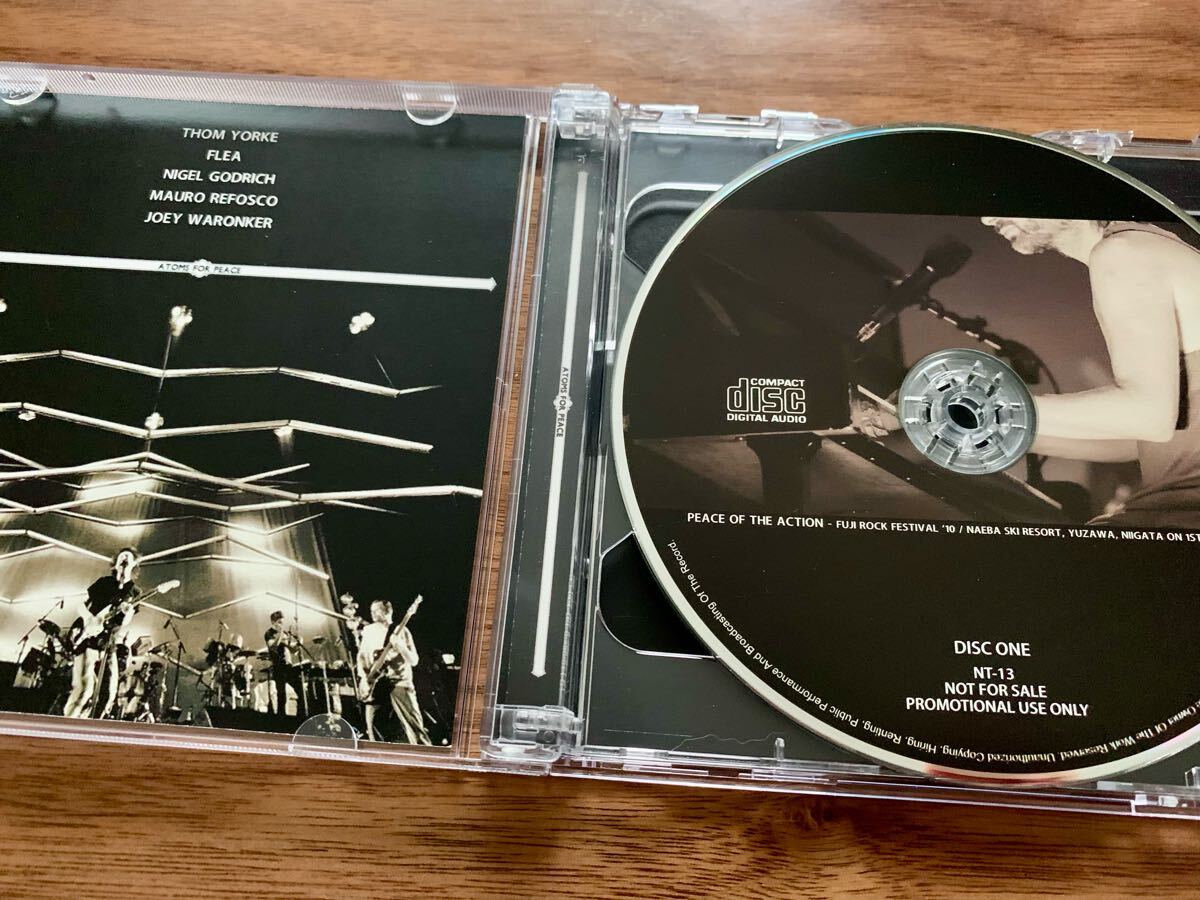 THOM YORKE
FLEA
NIGEL GODRICH
MAURO REFOSCO
JOEY WARONKER
ATOMS FOR PEACE
ATOMS FOR PEACE
COMPACT
disc
DIGITAL AUDIO
PEACE OF THE ACTION - FUJI ROCK FESTIVAL '10 / NAEBA SKI RESORT, YUZAWA, NIIGATA ON 1ST
DISC ONE
NT-13
NOT FOR SALE
PROMOTIONAL USE ONLY
Owner Of the Work Reserved. Unauthorized Copying, Hiring, Renting, Public Performance And Broadcasting Of The Record.